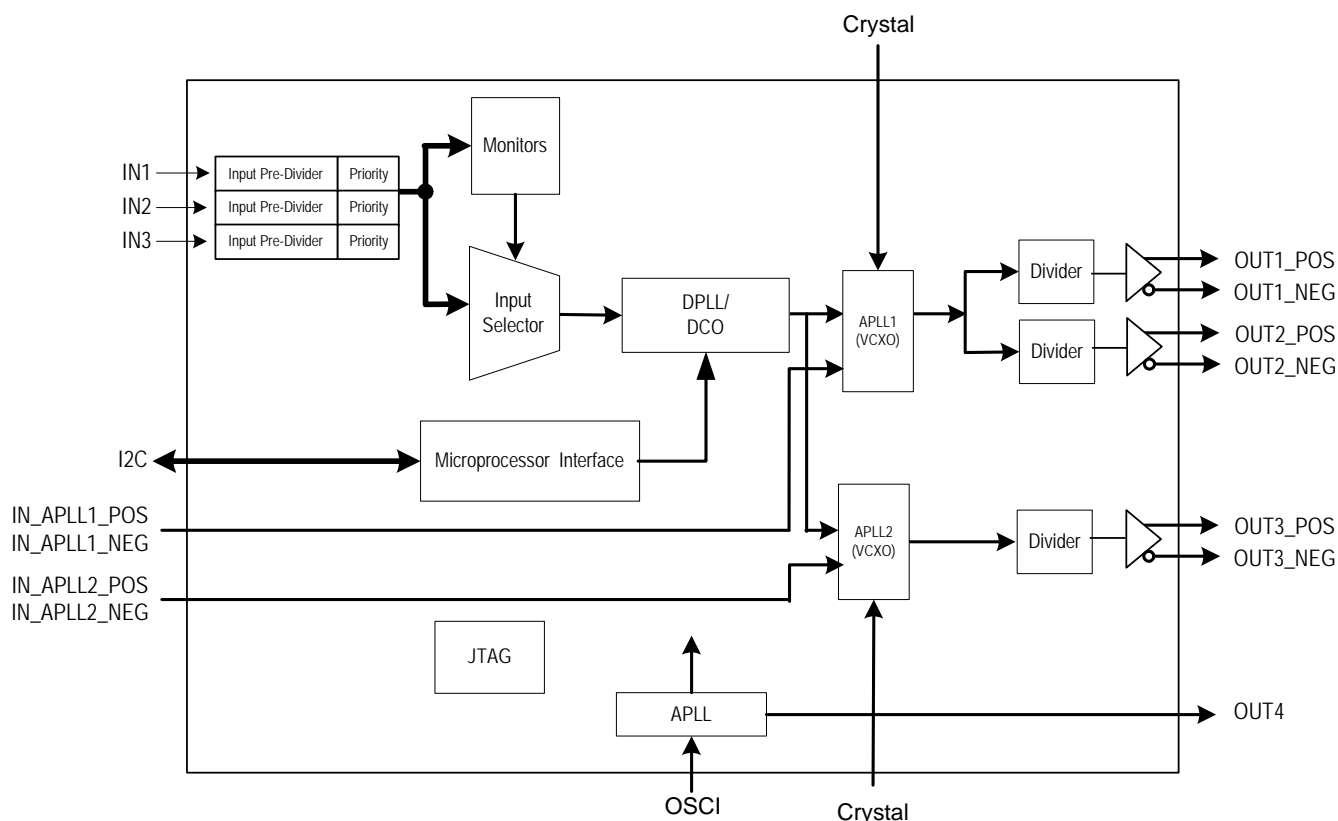 Crystal
Monitors
IN1
Input Pre-Divider Priority
IN2
Input Pre-Divider Priority
IN3
Input Pre-Divider Priority
Input
Selector
DPLL/
DCO
APLL1
(VCXO)
Divider
OUT1_POS
OUT1_NEG
Divider
OUT2_POS
OUT2_NEG
I2C
Microprocessor Interface
IN_APLL1_POS
IN_APLL1_NEG
IN_APLL2_POS
IN_APLL2_NEG
APLL2
(VCXO)
Divider
OUT3_POS
OUT3_NEG
JTAG
APLL
OUT4
OSCI
Crystal